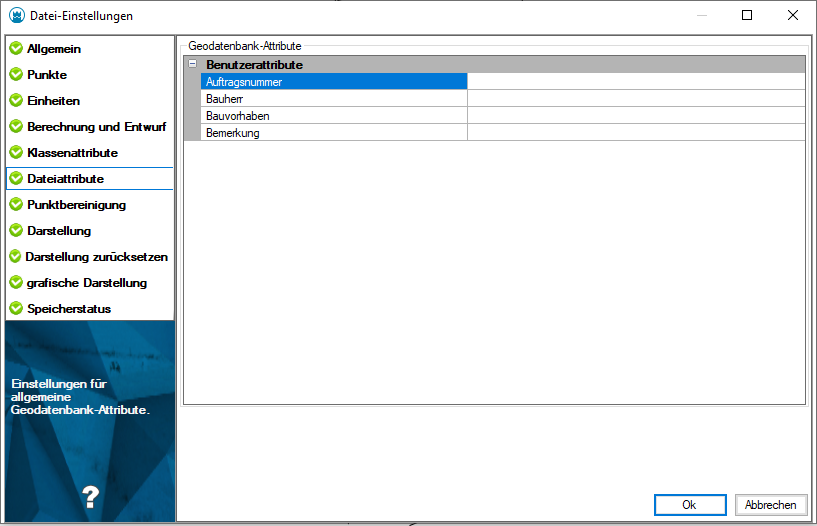 Datei-Einstellungen
Allgemein
Punkte
Einheiten
Berechnung und Entwurf
Klassenattribute
Dateiattribute
Punktbereinigung
Darstellung
Darstellung zurücksetzen
grafische Darstellung
Speicherstatus
Einstellungen für
allgemeine
Geodatenbank-Attribute.
?
Geodatenbank-Attribute
Benutzerattribute
Auftragsnummer
Bauherr
Bauvorhaben
Bemerkung
Ok
Abbrechen